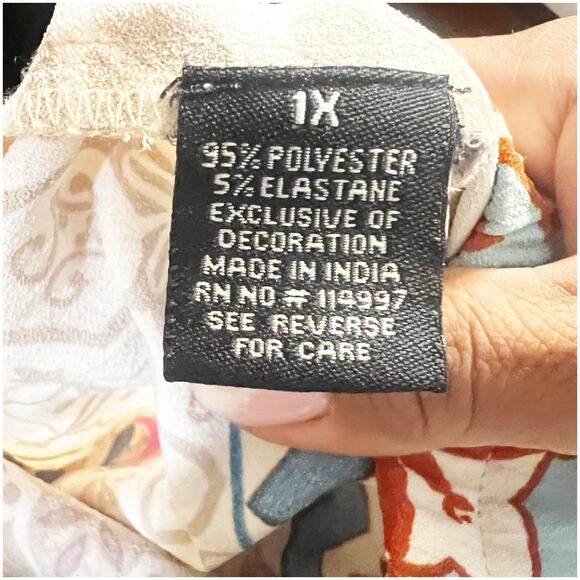 1X
95% POLYESTER
5% ELASTANE
EXCLUSIVE OF
DECORATION
MADE IN INDIA
RN NO # 114997
SEE REVERSE
FOR CARE